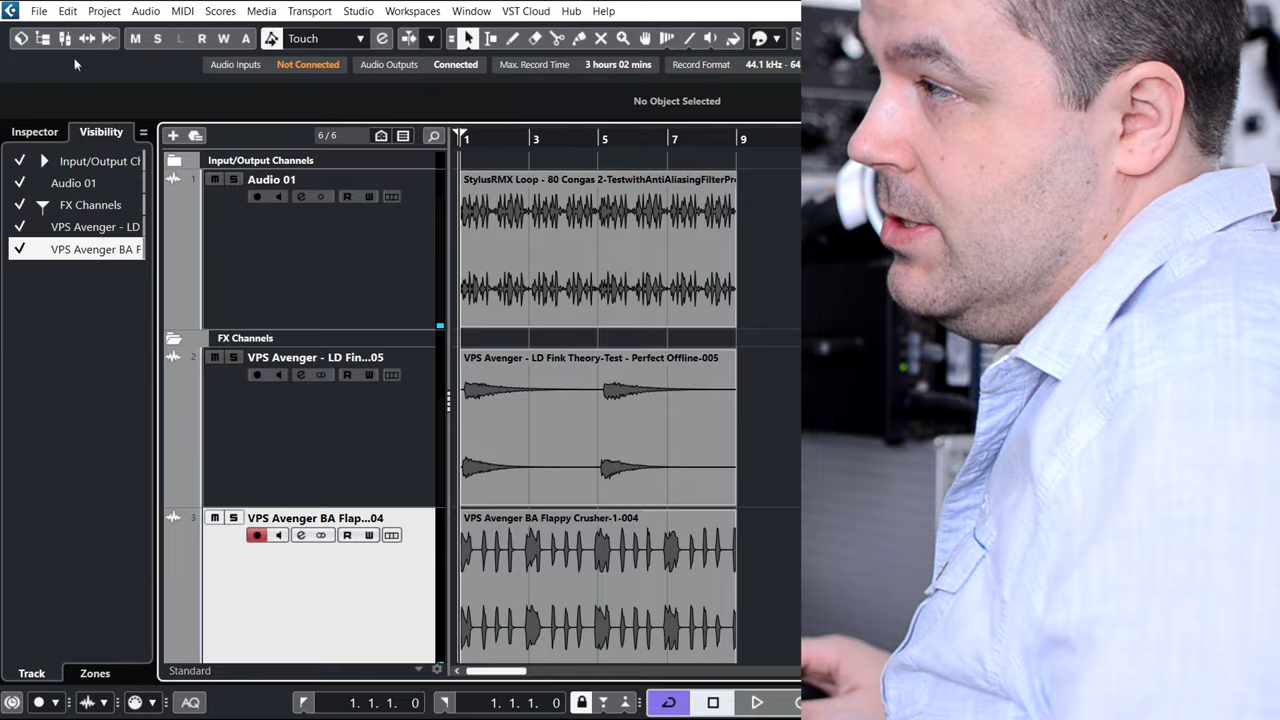 File Edit Project Audio MIDI Scores Media Transport Studio Workspaces Window VST Cloud Hub Help
M S L R W A Touch
Audio Inputs Not Connected Audio Outputs Connected Max. Record Time 3 hours 02 mins Record Format 44.1 kHz - 64
No Object Selected
Inspector Visibility 6/6 1 3 5 7 9
Input/Output Ch Input/Output Channels
Audio 01 1 M S Audio 01 StylusRMX Loop - 80 Congas 2-TestwithAntiAliasingFilterPr
R W
FX Channels
VPS Avenger - LD
VPS Avenger BA F
FX Channels
2 M S VPS Avenger - LD Fin...05 VPS Avenger - LD Fink Theory-Test - Perfect Offline-005
R W
3 M S VPS Avenger BA Flap...04 VPS Avenger BA Flappy Crusher-1-004
R W
Track Zones Standard
AQ 1. 1. 1. 0 1. 1. 1. 0